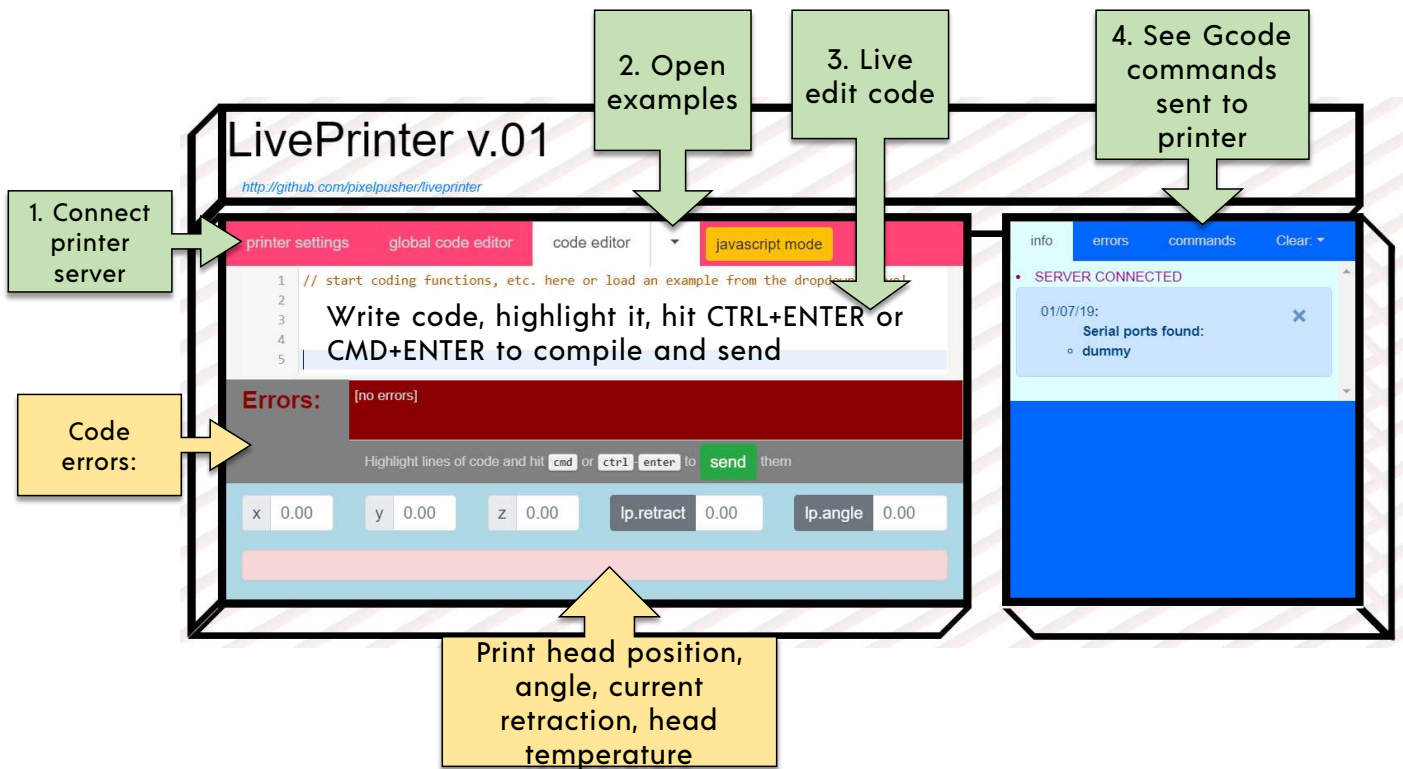 2. Open
examples
3. Live
edit code
4. See Gcode
commands
sent to
printer
LivePrinter v.01
http://github.com/pixelpusher/liveprinter
1. Connect
printer
server
printer settings
global code editor
code editor
javascript mode
info
errors
commands
Clear:
1 // start coding functions, etc. here or load an example from the dropdown
2
3
4
5
Write code, highlight it, hit CTRL+ENTER or
CMD+ENTER to compile and send
SERVER CONNECTED
01/07/19:
Serial ports found:
dummy
Code
errors:
Errors:
[no errors]
Highlight lines of code and hit cmd or ctrl-enter to send them
x 0.00
y 0.00
z 0.00
lp.retract 0.00
lp.angle 0.00
Print head position,
angle, current
retraction, head
temperature